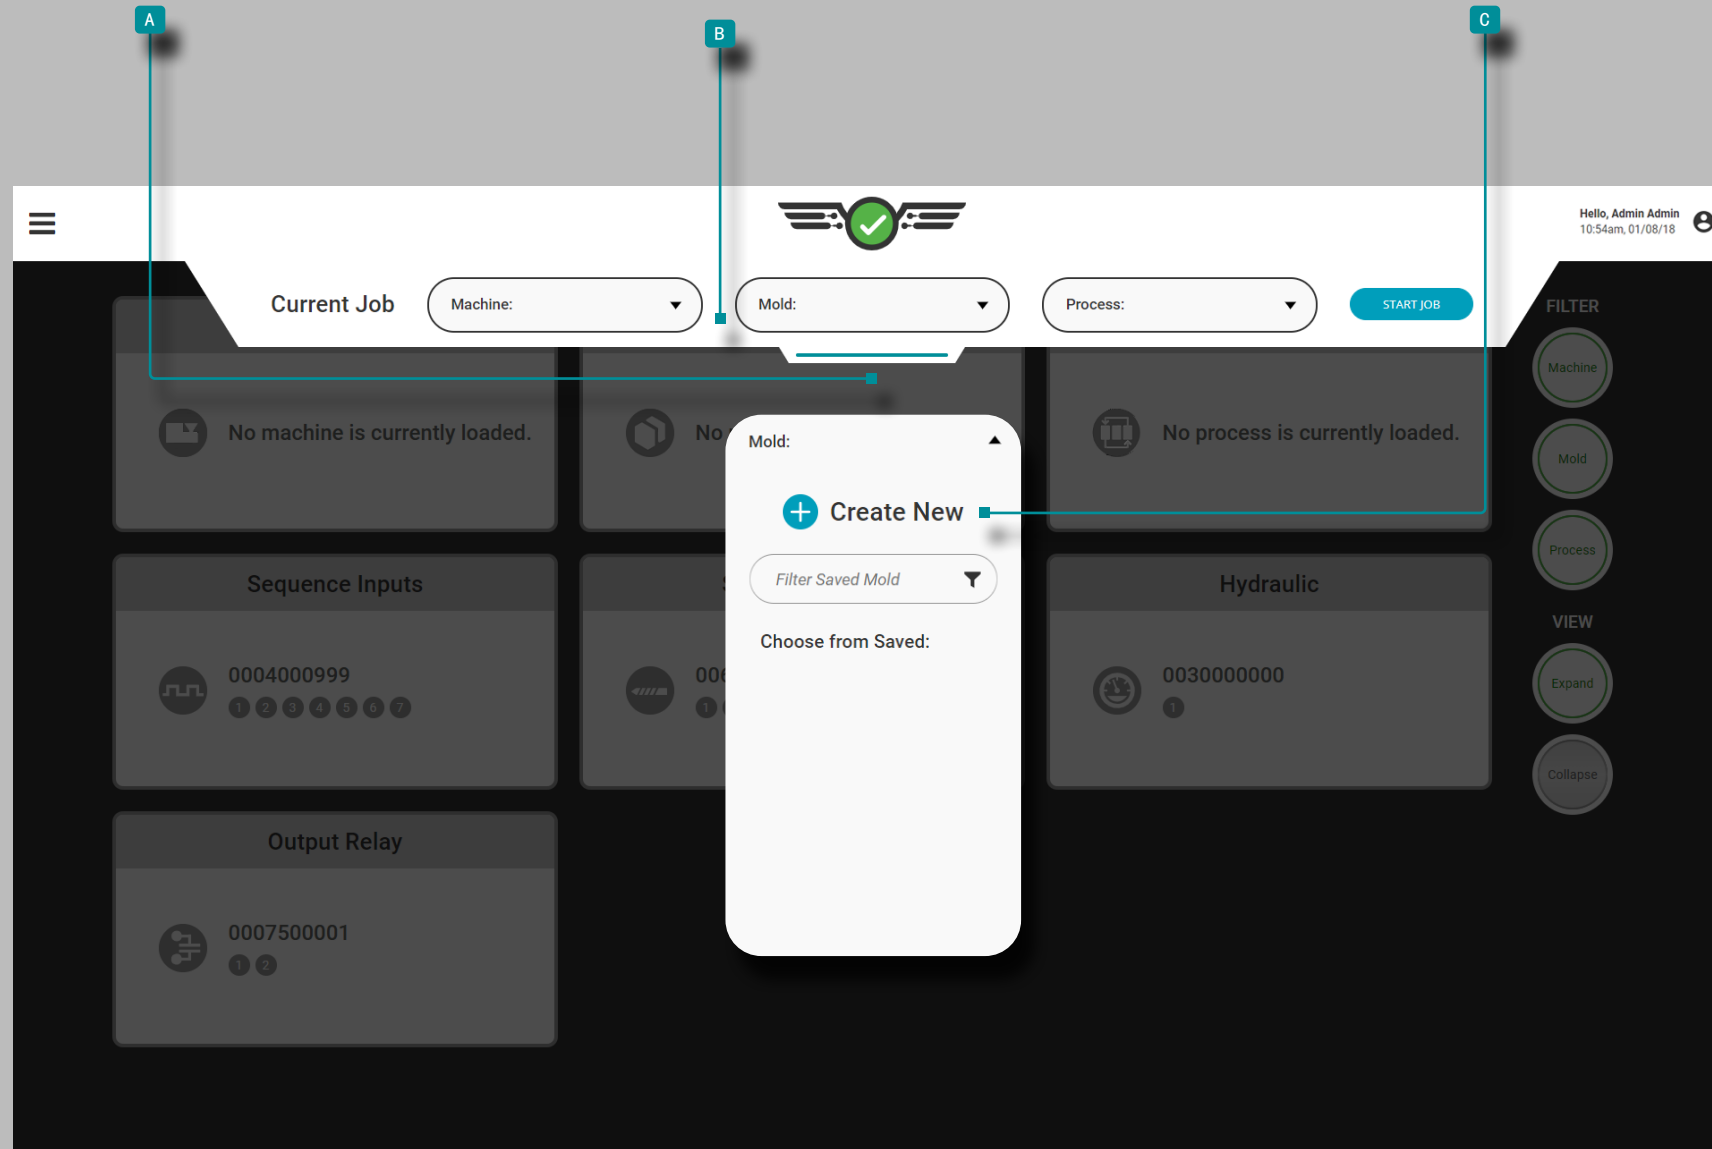 A
B
C
Hello, Admin Admin
10:54am, 01/08/18
Current Job
Machine:
Mold:
Process:
START JOB
FILTER
Machine
No machine is currently loaded.
No
No process is currently loaded.
Mold:
Mold
Create New
Process
Filter Saved Mold
Sequence Inputs
Hydraulic
VIEW
Choose from Saved:
0004000999
1 2 3 4 5 6 7
006
1
0030000000
1
Expand
Collapse
Output Relay
0007500001
1 2